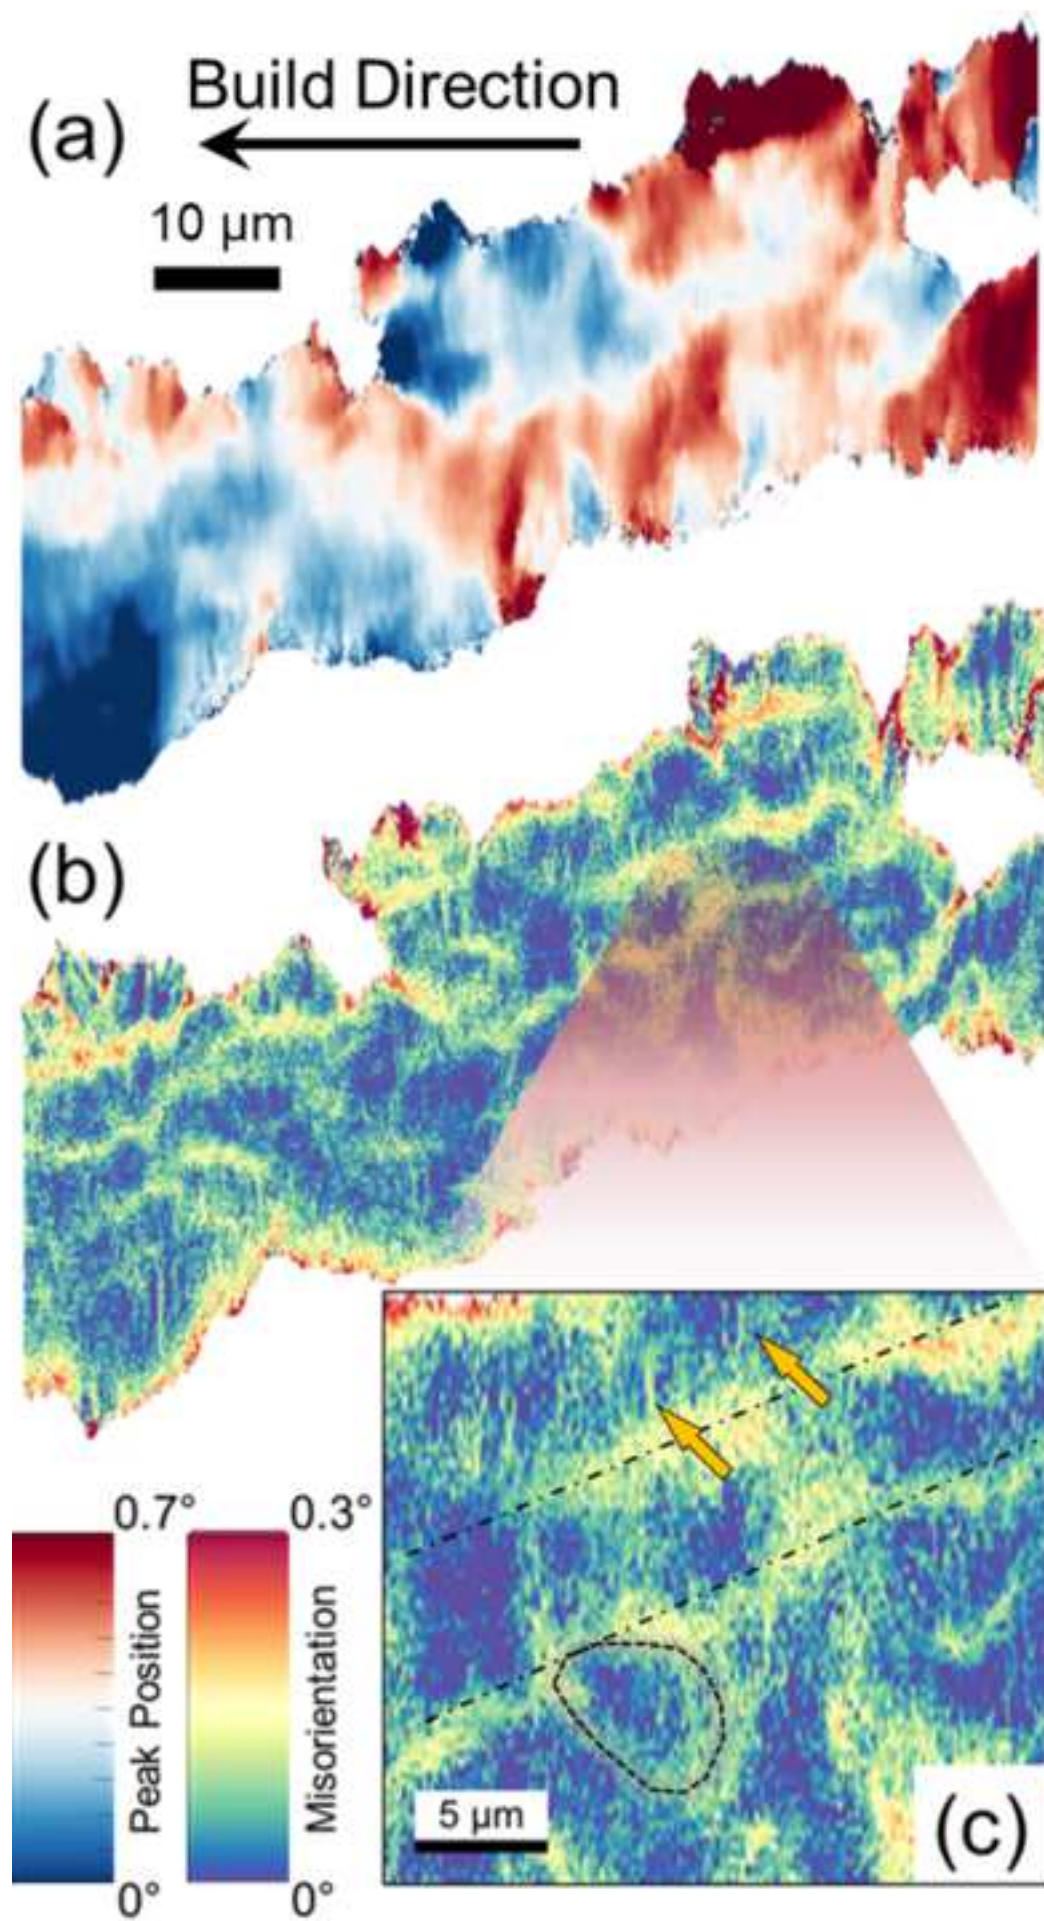 (a)
Build Direction
10 μm
(b)
0.7°
Peak Position
0°
0.3°
Misorientation
0°
5 μm
(c)